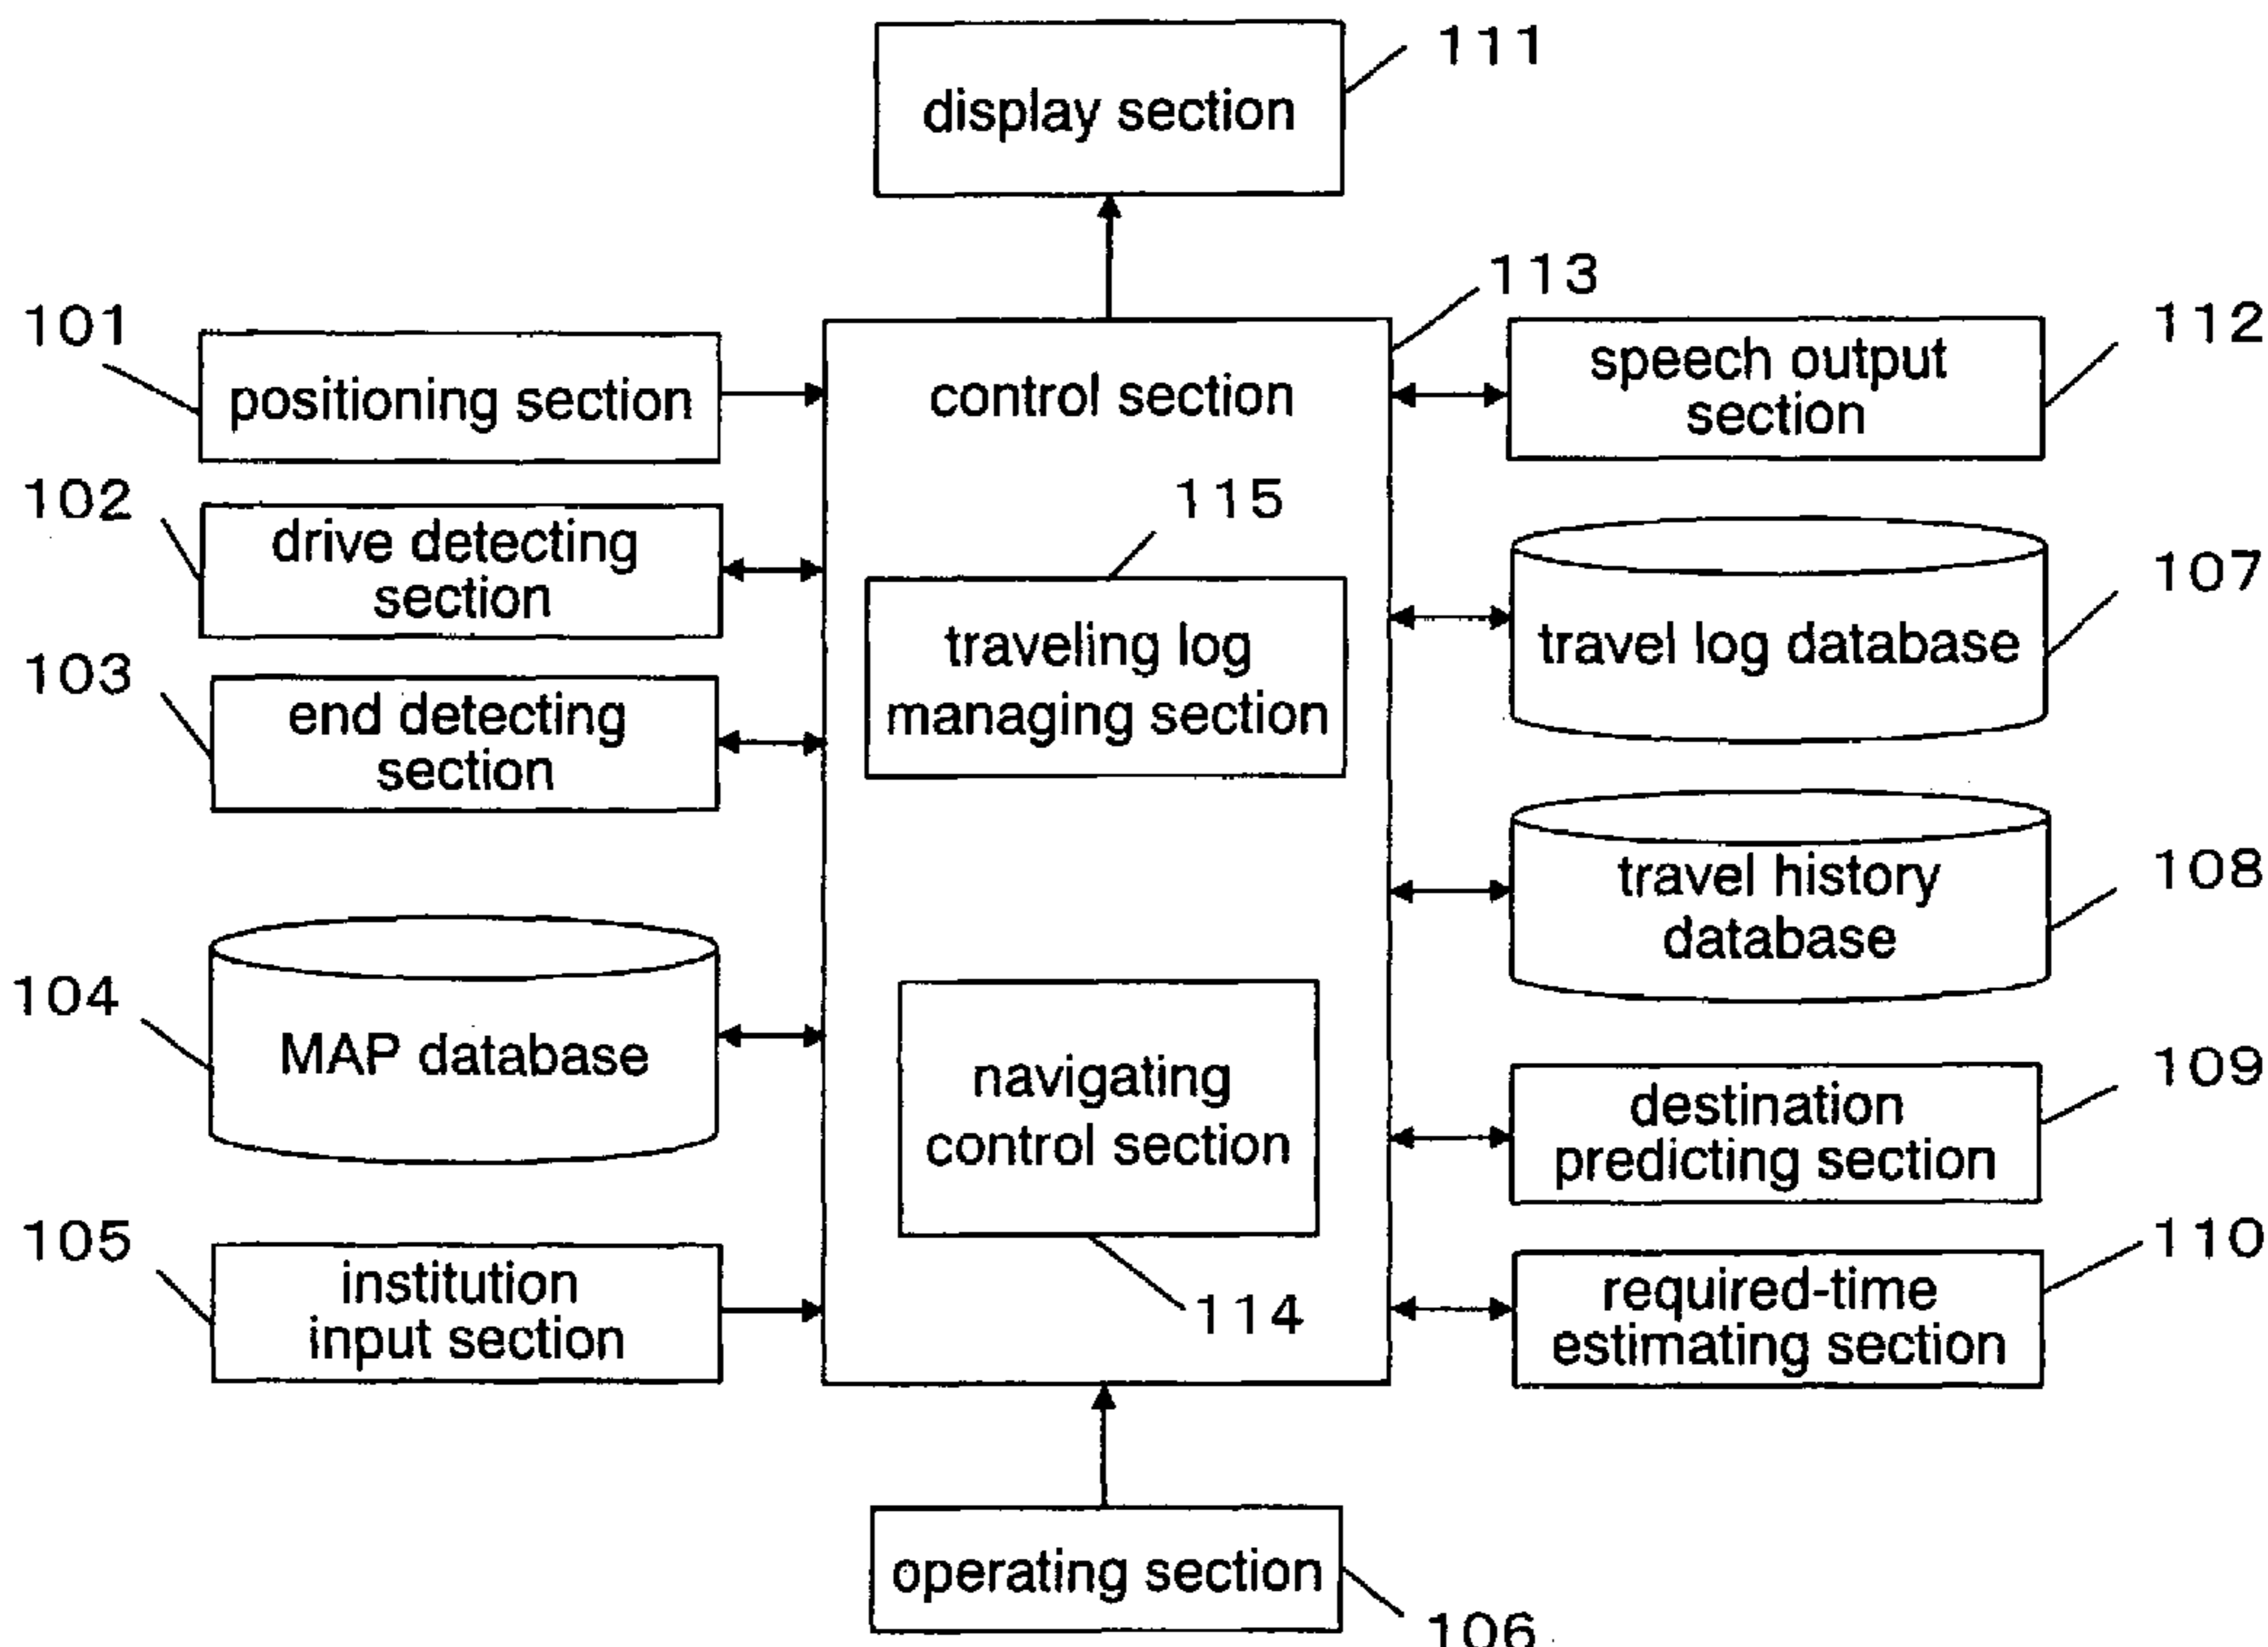 111
display section
113
101
positioning section
control section
speech output
section
112
102
drive detecting
section
115
traveling log
managing section
travel log database
107
103
end detecting
section
travel history
database
108
104
MAP database
navigating
control section
114
destination
predicting section
109
105
institution
input section
required-time
estimating section
110
operating section
106